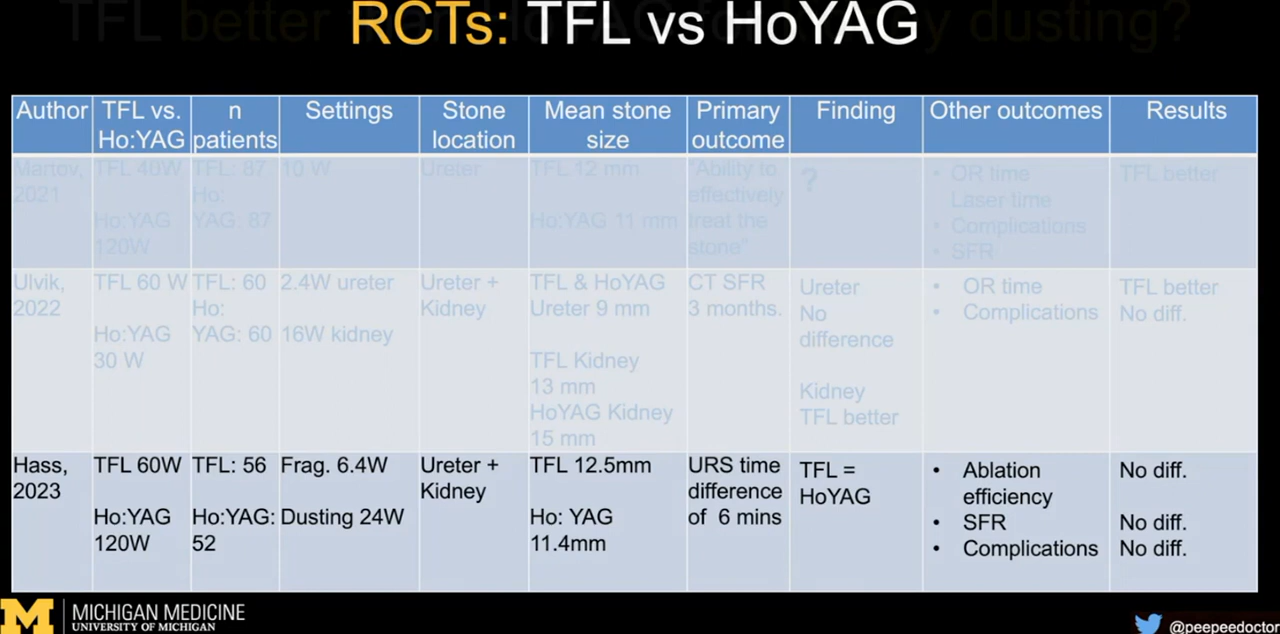 TFL better Ho y dusting?
RCTs: TFL vs HoYAG
Author
TFL vs.
Ho:YAG
n
patients
Settings
Stone
location
Mean stone
size
Primary
outcome
Finding
Other outcomes
Results
Martov,
2021
TFL 40W
Ho:YAG
120W
TFL: 87
Ho:
YAG: 87
10 W
Ureter
TFL 12 mm
Ho:YAG 11 mm
"Ability to
effectively
treat the
stone"
?
• OR time
Laser time
• Complications
• SFR
TFL better
Ulvik,
2022
TFL 60 W
Ho:YAG
30 W
TFL: 60
Ho:
YAG: 60
2.4W ureter
16W kidney
Ureter +
Kidney
TFL & HoYAG
Ureter 9 mm
TFL Kidney
13 mm
HoYAG Kidney
15 mm
CT SFR
3 months.
Ureter
No
difference
Kidney
TFL better
• OR time
• Complications
TFL better
No diff.
Hass,
2023
TFL 60W
Ho:YAG
120W
TFL: 56
Ho:YAG:
52
Frag. 6.4W
Dusting 24W
Ureter +
Kidney
TFL 12.5mm
Ho: YAG
11.4mm
URS time
difference
of 6 mins
TFL =
HoYAG
• Ablation
efficiency
• SFR
• Complications
No diff.
No diff.
No diff.
M
MICHIGAN MEDICINE
UNIVERSITY OF MICHIGAN
@peepeedoctor